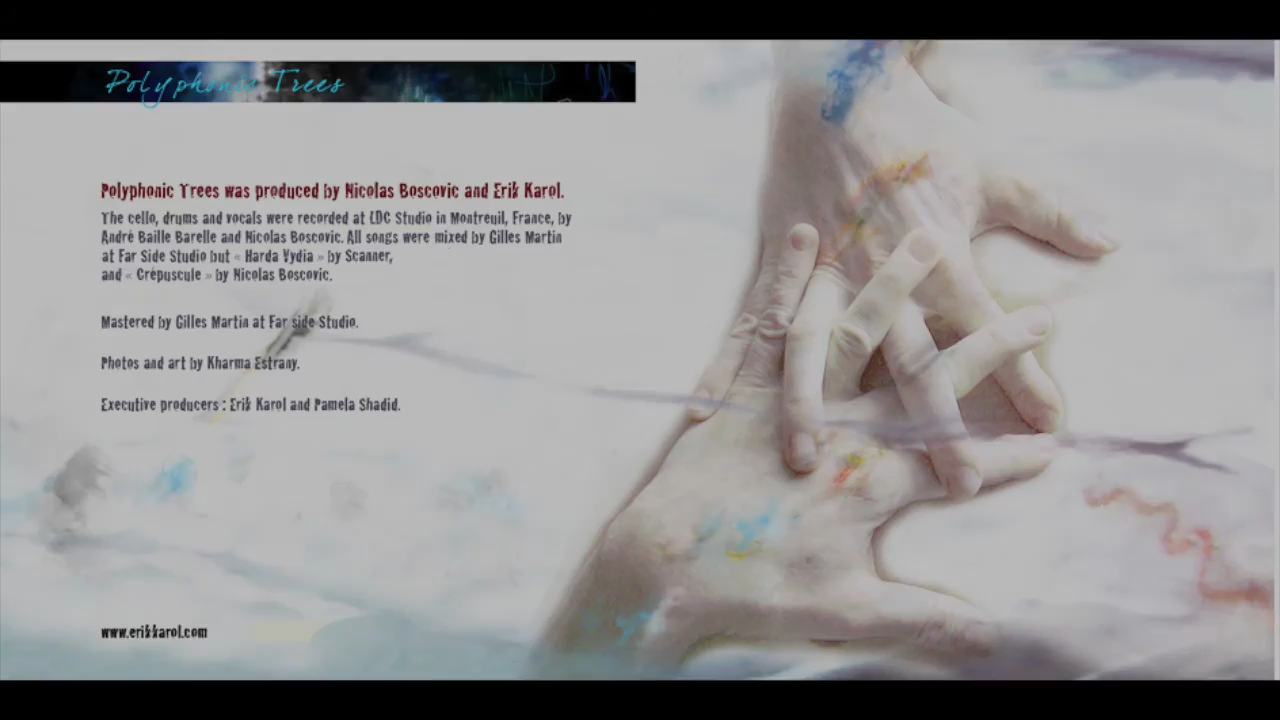 Polyphonic Trees
Polyphonic Trees was produced by Nicolas Boscovic and Erik Karol.
The cello, drums and vocals were recorded at LDC Studio in Montreuil, France, by
André Baille Barelle and Nicolas Boscovic. All songs were mixed by Gilles Martin
at Far Side Studio but « Harda Vydia » by Scanner,
and « Crépuscule » by Nicolas Boscovic.
Mastered by Gilles Martin at Far side Studio.
Photos and art by Kharma Estrany.
Executive producers : Erik Karol and Pamela Shadid.
www.erikkarol.com